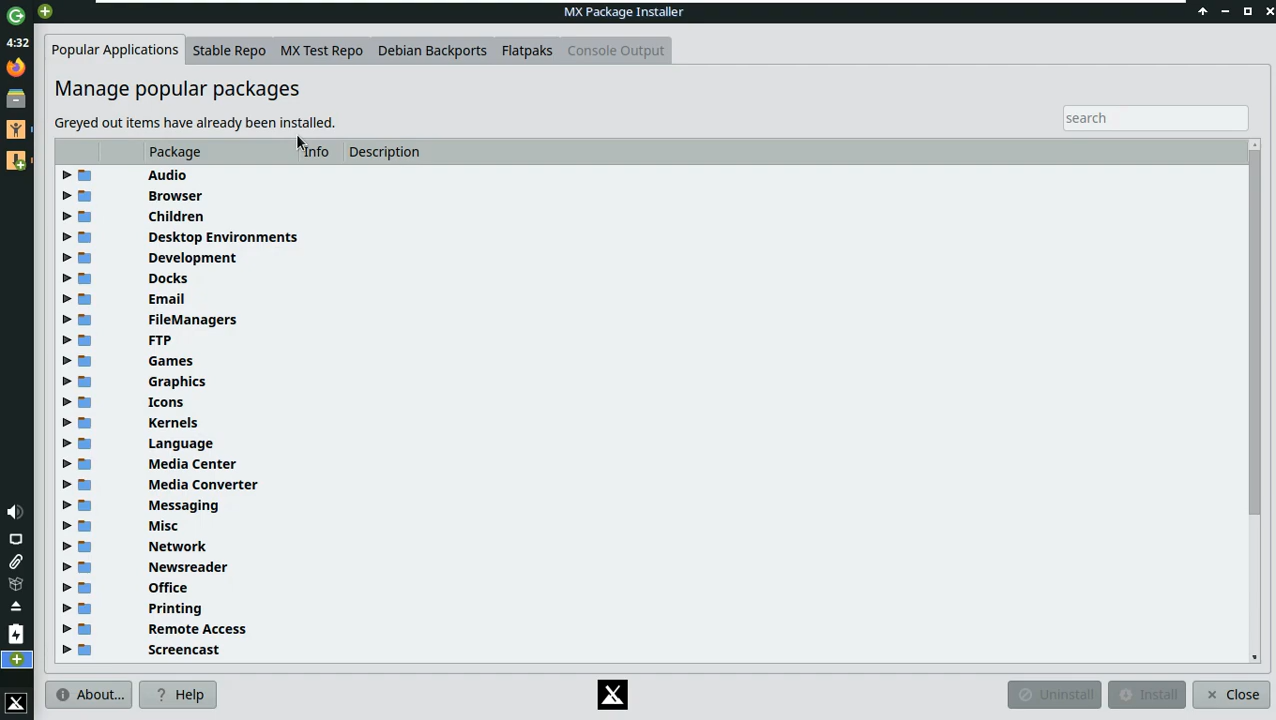 MX Package Installer
4:32
Popular Applications Stable Repo MX Test Repo Debian Backports Flatpaks Console Output
Manage popular packages
Greyed out items have already been installed.
search
Package Info Description
Audio
Browser
Children
Desktop Environments
Development
Docks
Email
FileManagers
FTP
Games
Graphics
Icons
Kernels
Language
Media Center
Media Converter
Messaging
Misc
Network
Newsreader
Office
Printing
Remote Access
Screencast
About... ? Help Uninstall Install Close